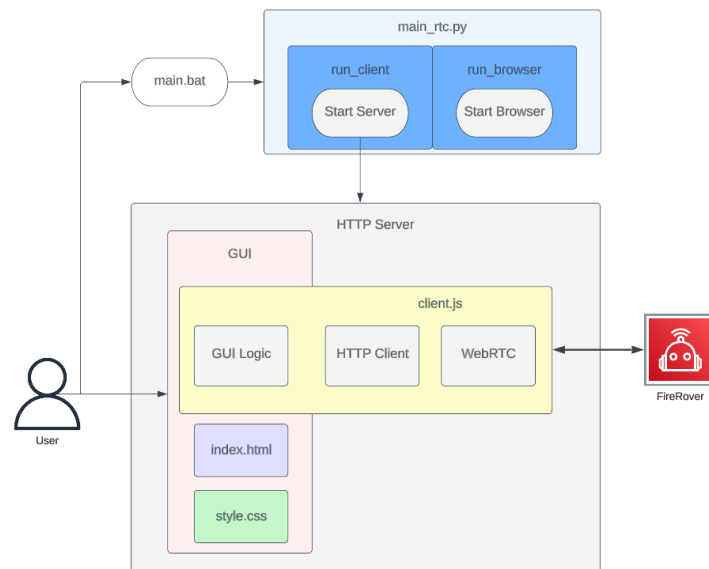 main_rtc.py
run_client
run_browser
main.bat
Start Server
Start Browser
HTTP Server
GUI
client.js
GUI Logic
HTTP Client
WebRTC
FireRover
User
index.html
style.css